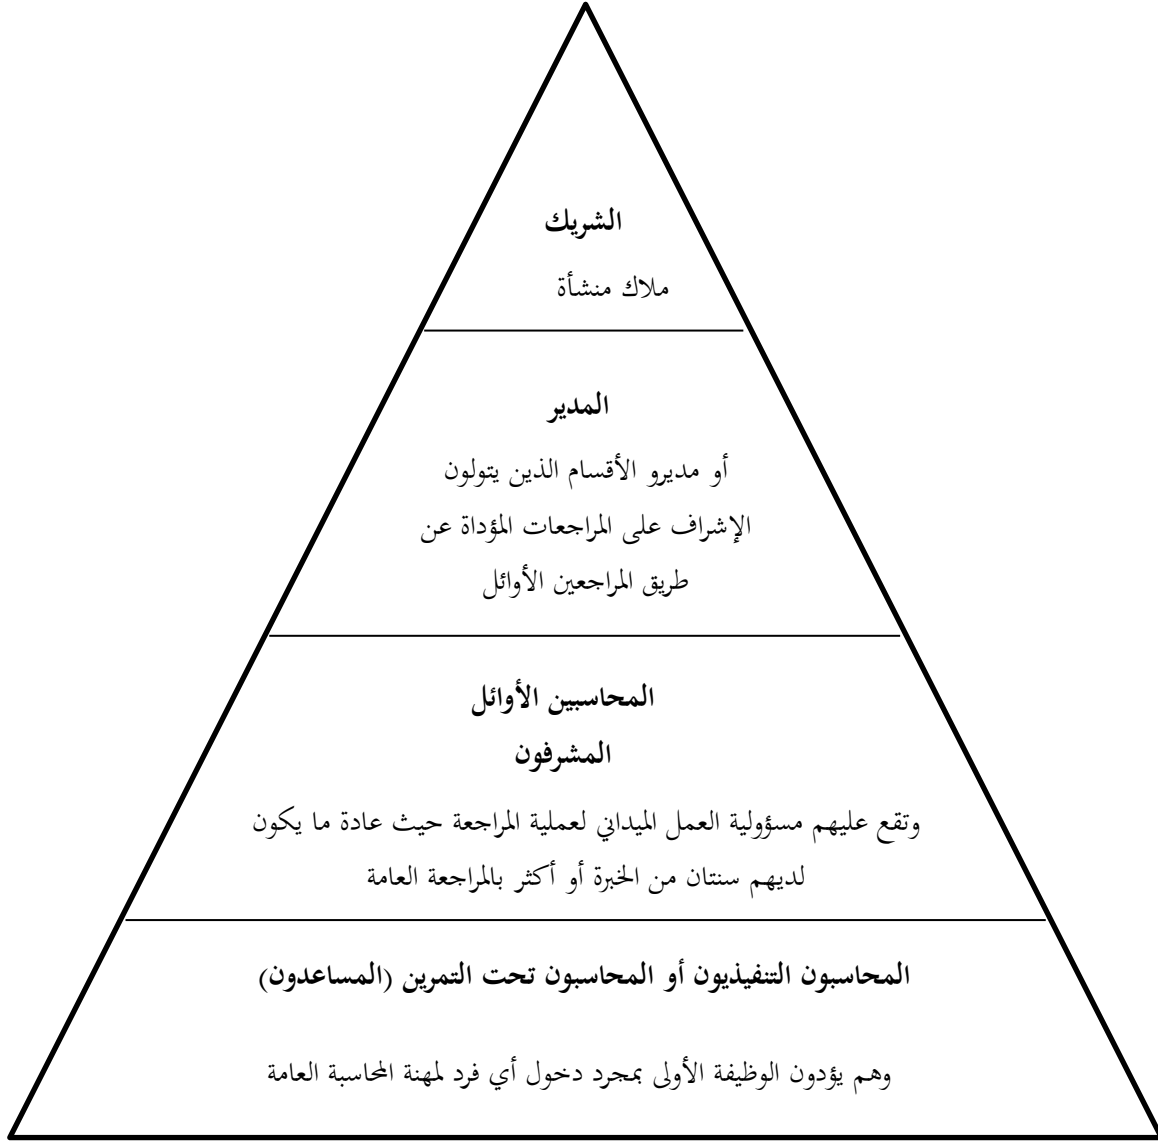 الشريك
ملاك منشأة
المدير
أو مديرو الأقسام الذين يتولون
الإشراف على المراجعات المؤداة عن
طريق المراجعين الأوائل
المحاسبين الأوائل
المشرفون
وتقع عليهم مسؤولية العمل الميداني لعملية المراجعة حيث عادة ما يكون
لديهم سنتان من الخبرة أو أكثر بالمراجعة العامة
المحاسبون التنفيذيون أو المحاسبون تحت التمرين (المساعدون)
وهم يؤدون الوظيفة الأولى بمجرد دخول أي فرد لمهنة المحاسبة العامة